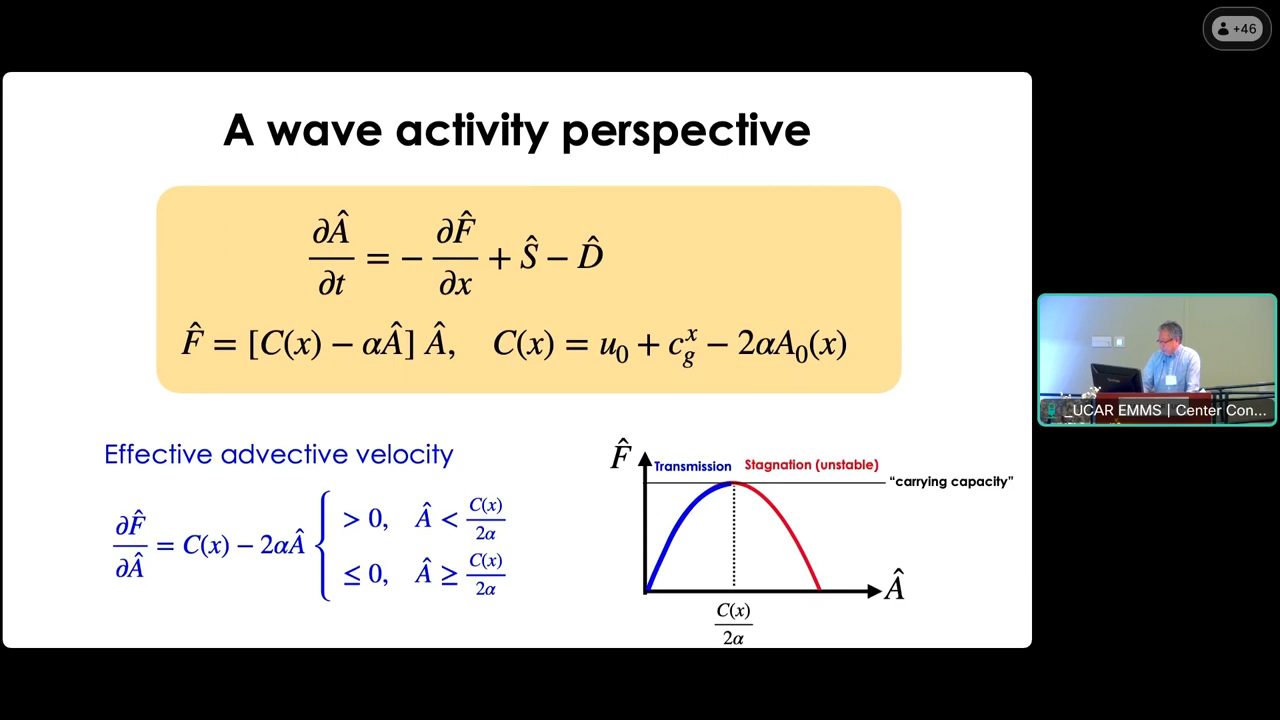 +46
A wave activity perspective
∂Â/∂t = − ∂F̂/∂x + Ŝ − D̂
F̂ = [C(x) − αÂ] Â, C(x) = u₀ + c_g^x − 2αA₀(x)
Effective advective velocity
∂F̂/∂Â = C(x) − 2αÂ { > 0, Â < C(x)/2α
≤ 0, Â ≥ C(x)/2α
F̂
Transmission
Stagnation (unstable)
“carrying capacity”
Â
C(x)/2α
_UCAR EMMS | Center Con...